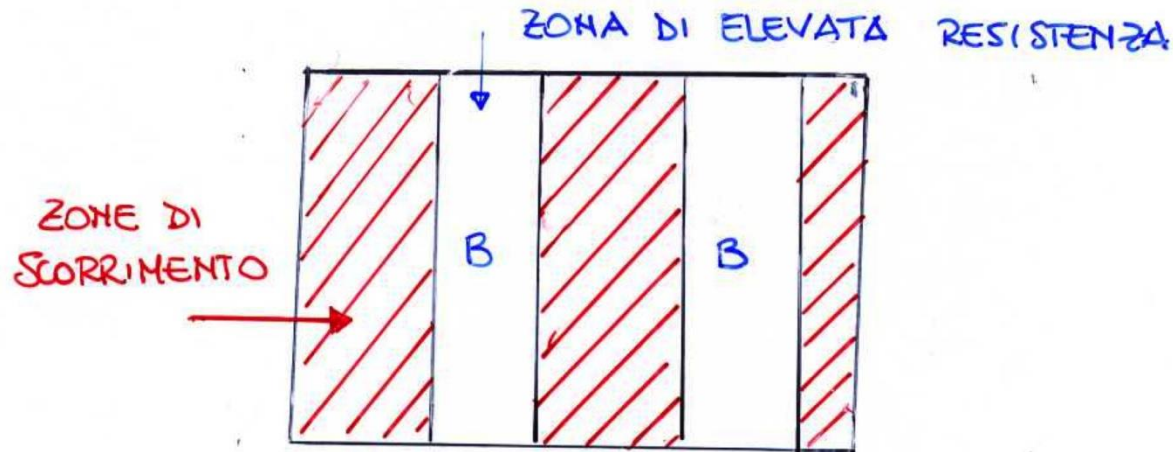 ZONA DI ELEVATA RESISTENZA
ZONE DI
SCORRIMENTO
B
B